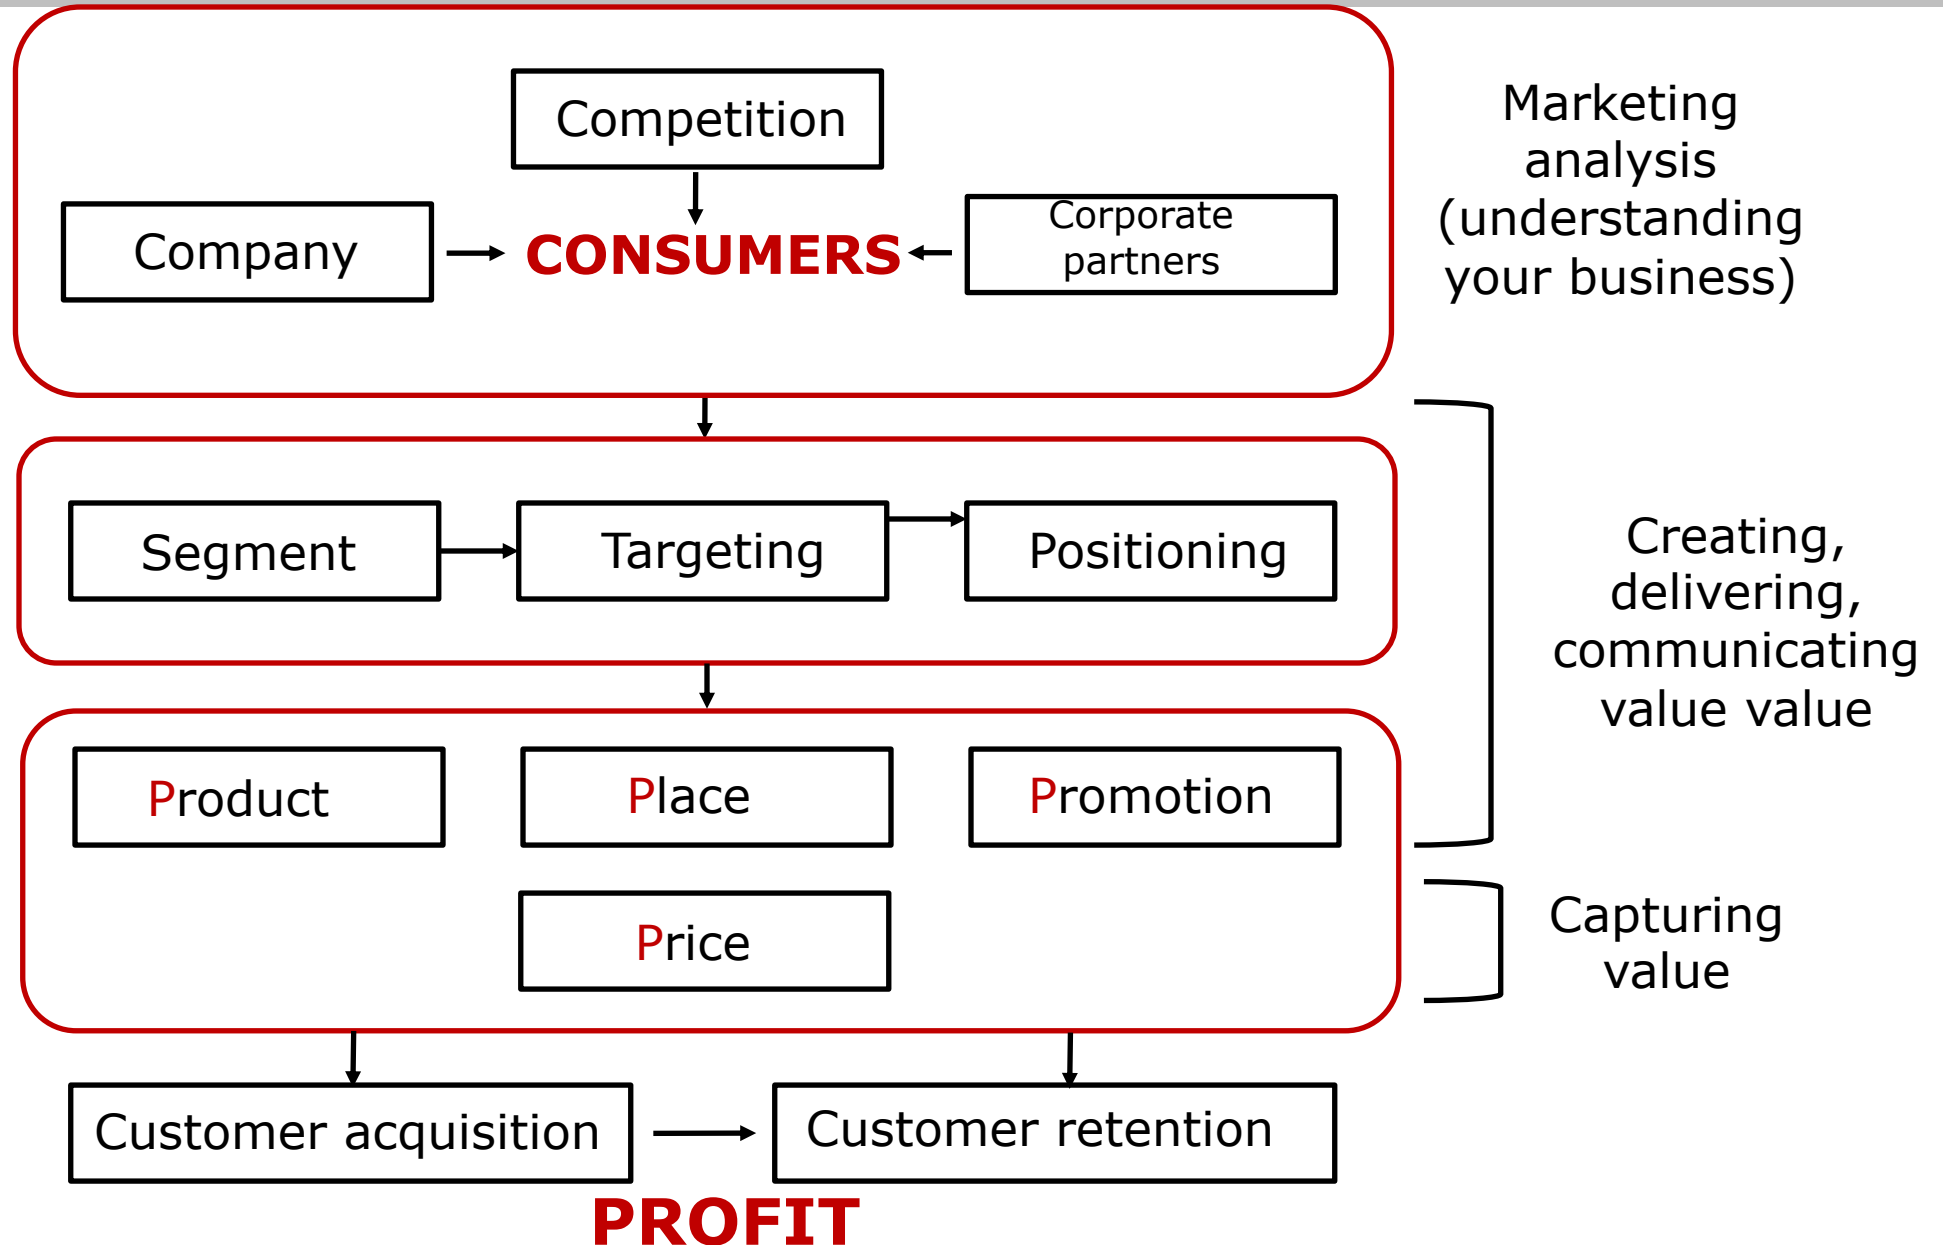 Competition
Company
CONSUMERS
Corporate
partners
Marketing
analysis
(understanding
your business)
Segment
Targeting
Positioning
Creating,
delivering,
communicating
value value
Product
Place
Promotion
Price
Capturing
value
Customer acquisition
Customer retention
PROFIT